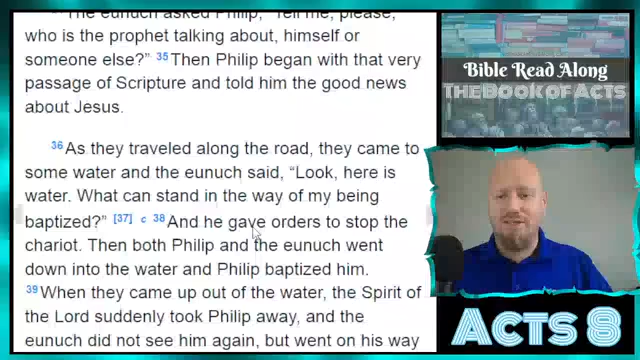 The eunuch asked Philip, “Tell me, please,
who is the prophet talking about, himself or
someone else?” 35 Then Philip began with that very
passage of Scripture and told him the good news
about Jesus.
36 As they traveled along the road, they came to
some water and the eunuch said, “Look, here is
water. What can stand in the way of my being
baptized?” [37] c 38 And he gave orders to stop the
chariot. Then both Philip and the eunuch went
down into the water and Philip baptized him.
39 When they came up out of the water, the Spirit of
the Lord suddenly took Philip away, and the
eunuch did not see him again, but went on his way
Bible Read Along
The Book of Acts
Acts 8